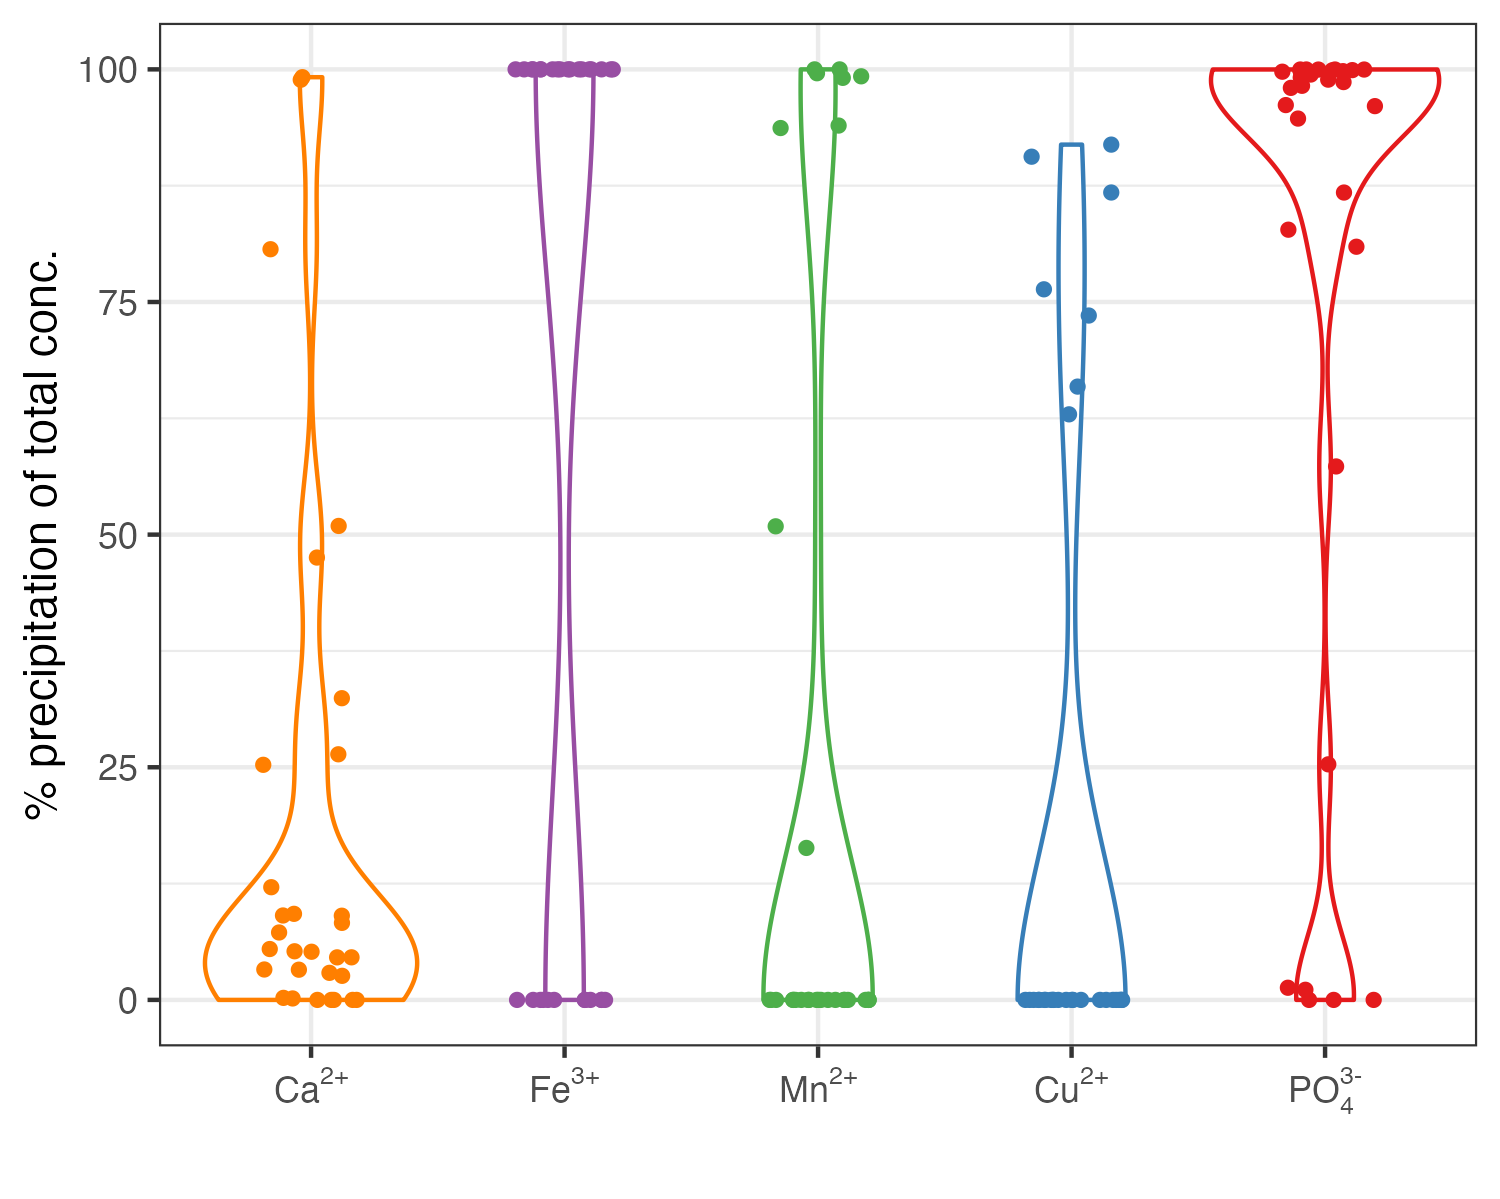 % precipitation of total conc.
100
75
50
25
0
Ca²⁺ Fe³⁺ Mn²⁺ Cu²⁺ PO₄³⁻